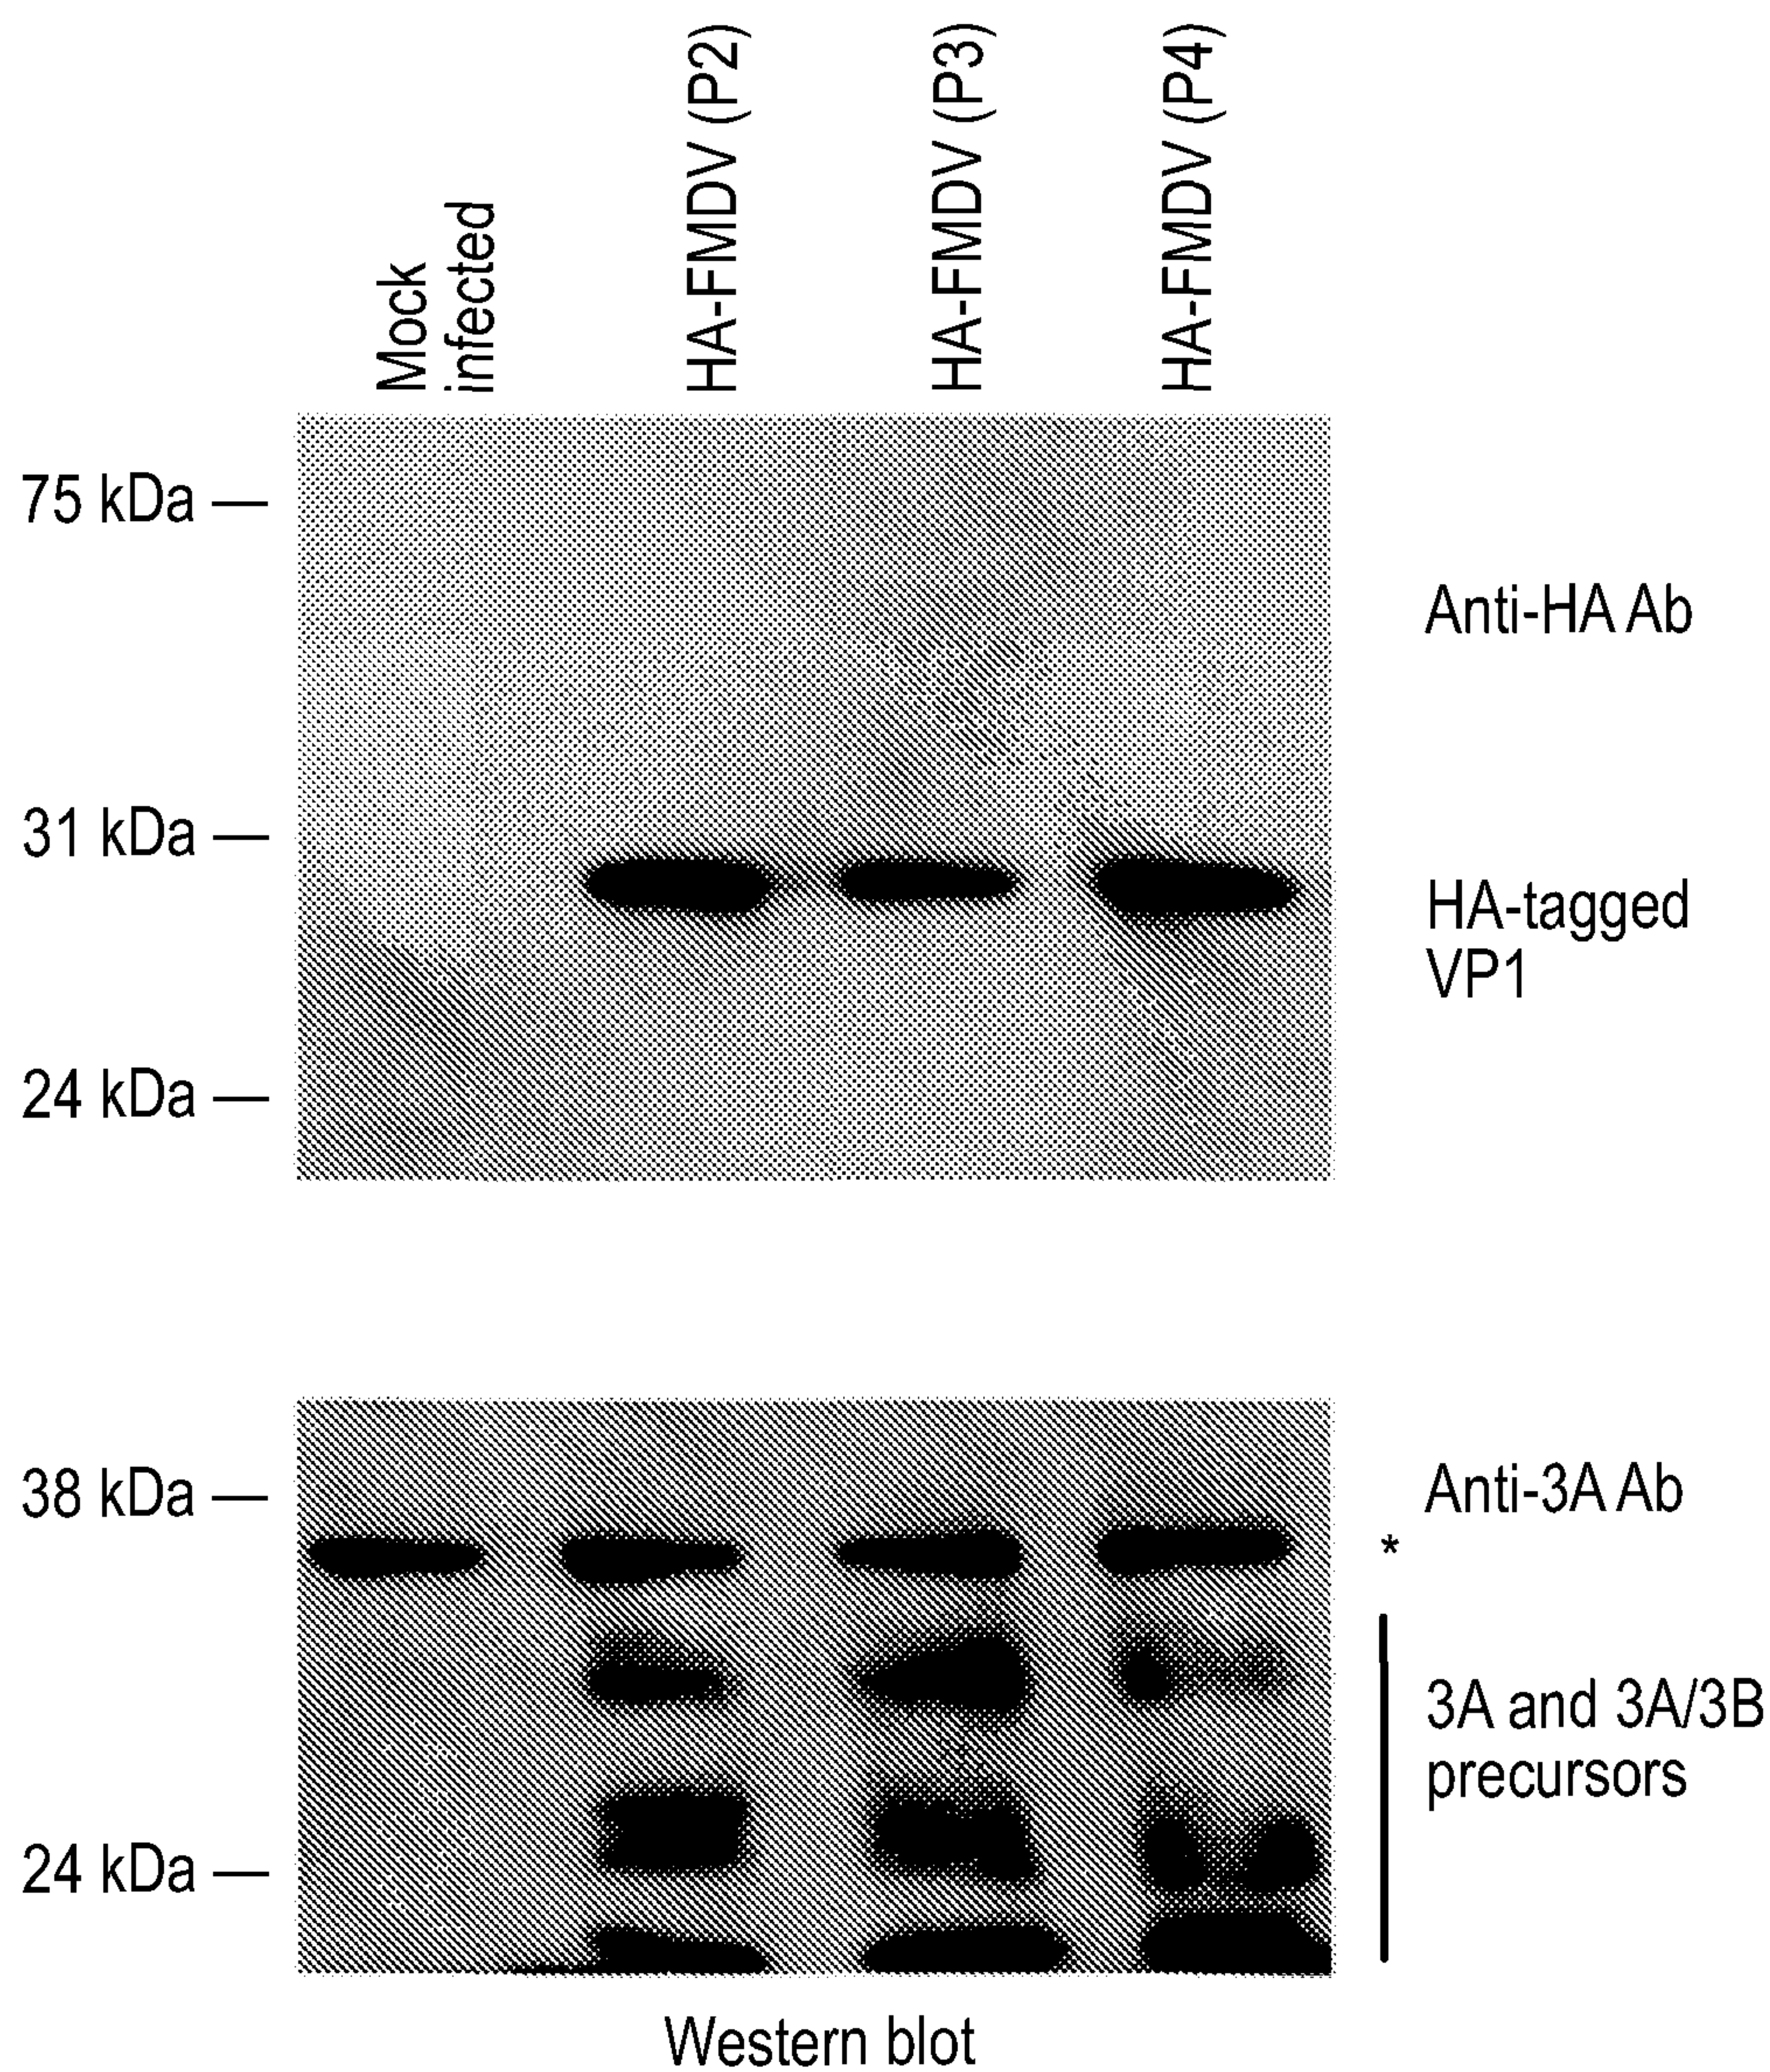 Mock
infected
HA-FMDV (P2)
HA-FMDV (P3)
HA-FMDV (P4)
75 kDa
Anti-HA Ab
31 kDa
HA-tagged
VP1
24 kDa
38 kDa
Anti-3A Ab
*
3A and 3A/3B
precursors
24 kDa
Western blot